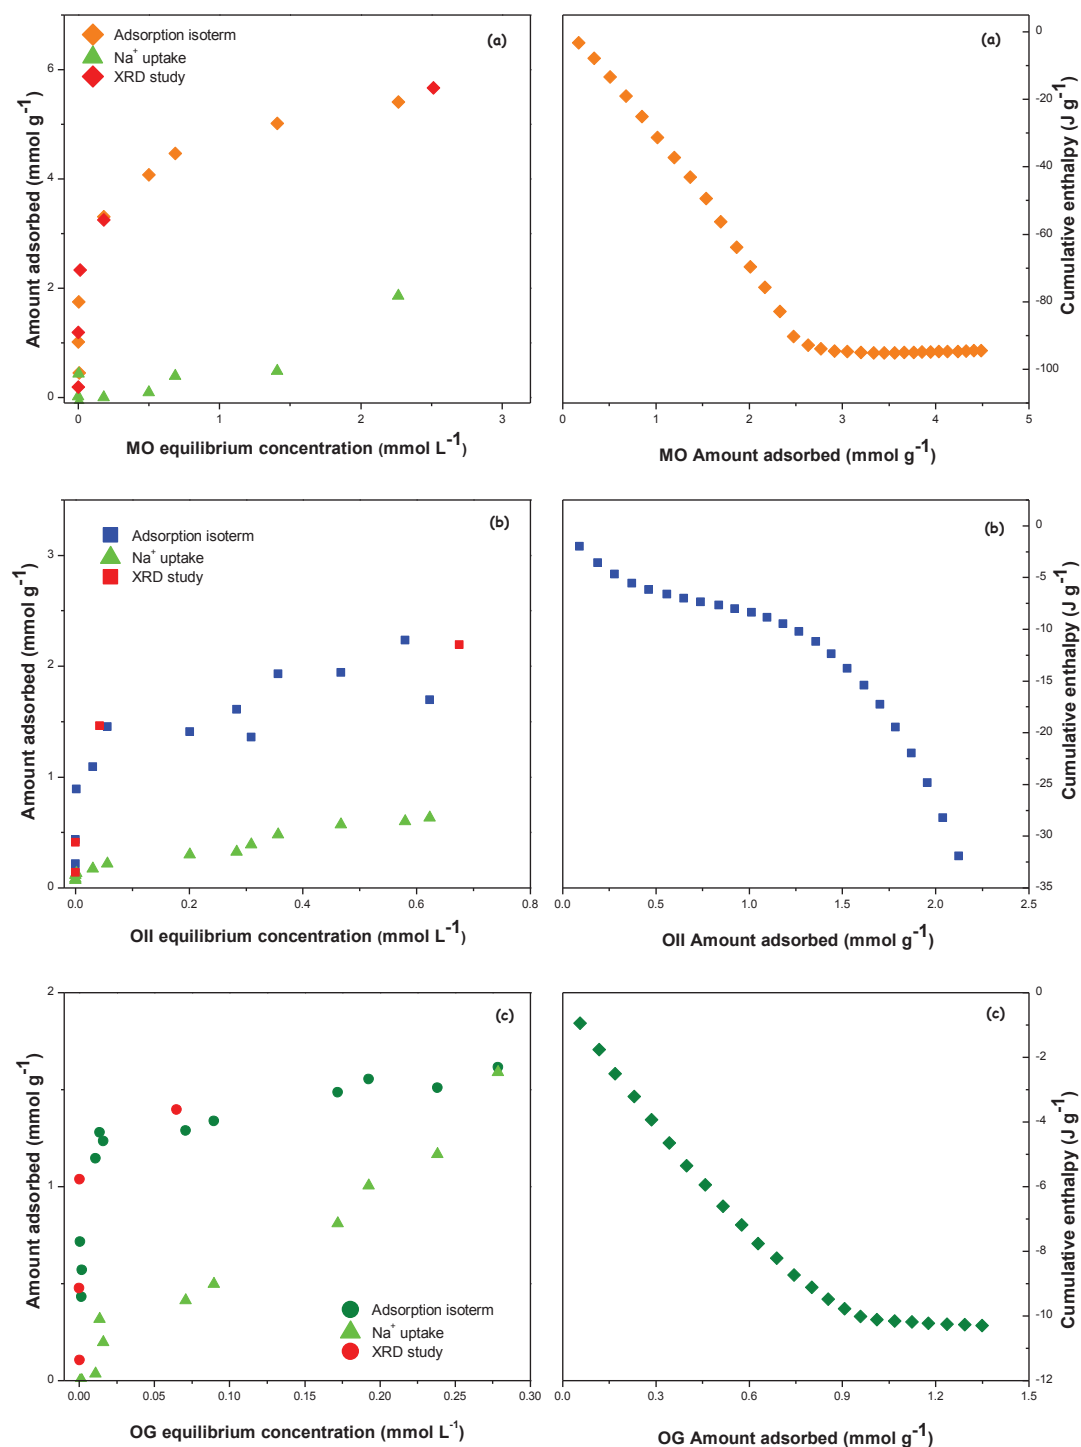 (a)
Adsorption isoterm
Na⁺ uptake
XRD study
6
4
2
0
0
1
2
3
Amount adsorbed (mmol g⁻¹)
MO equilibrium concentration (mmol L⁻¹)
(a)
0
-20
-40
-60
-80
-100
0
1
2
3
4
5
Cumulative enthalpy (J g⁻¹)
MO Amount adsorbed (mmol g⁻¹)
(b)
Adsorption isoterm
Na⁺ uptake
XRD study
3
2
1
0
0.0
0.2
0.4
0.6
0.8
Amount adsorbed (mmol g⁻¹)
OII equilibrium concentration (mmol L⁻¹)
(b)
0
-5
-10
-15
-20
-25
-30
-35
0.0
0.5
1.0
1.5
2.0
2.5
Cumulative enthalpy (J g⁻¹)
OII Amount adsorbed (mmol g⁻¹)
(c)
2
1
0
Adsorption isoterm
Na⁺ uptake
XRD study
0.00
0.05
0.10
0.15
0.20
0.25
0.30
Amount adsorbed (mmol g⁻¹)
OG equilibrium concentration (mmol L⁻¹)
(c)
0
-2
-4
-6
-8
-10
-12
0.0
0.3
0.6
0.9
1.2
1.5
Cumulative enthalpy (J g⁻¹)
OG Amount adsorbed (mmol g⁻¹)